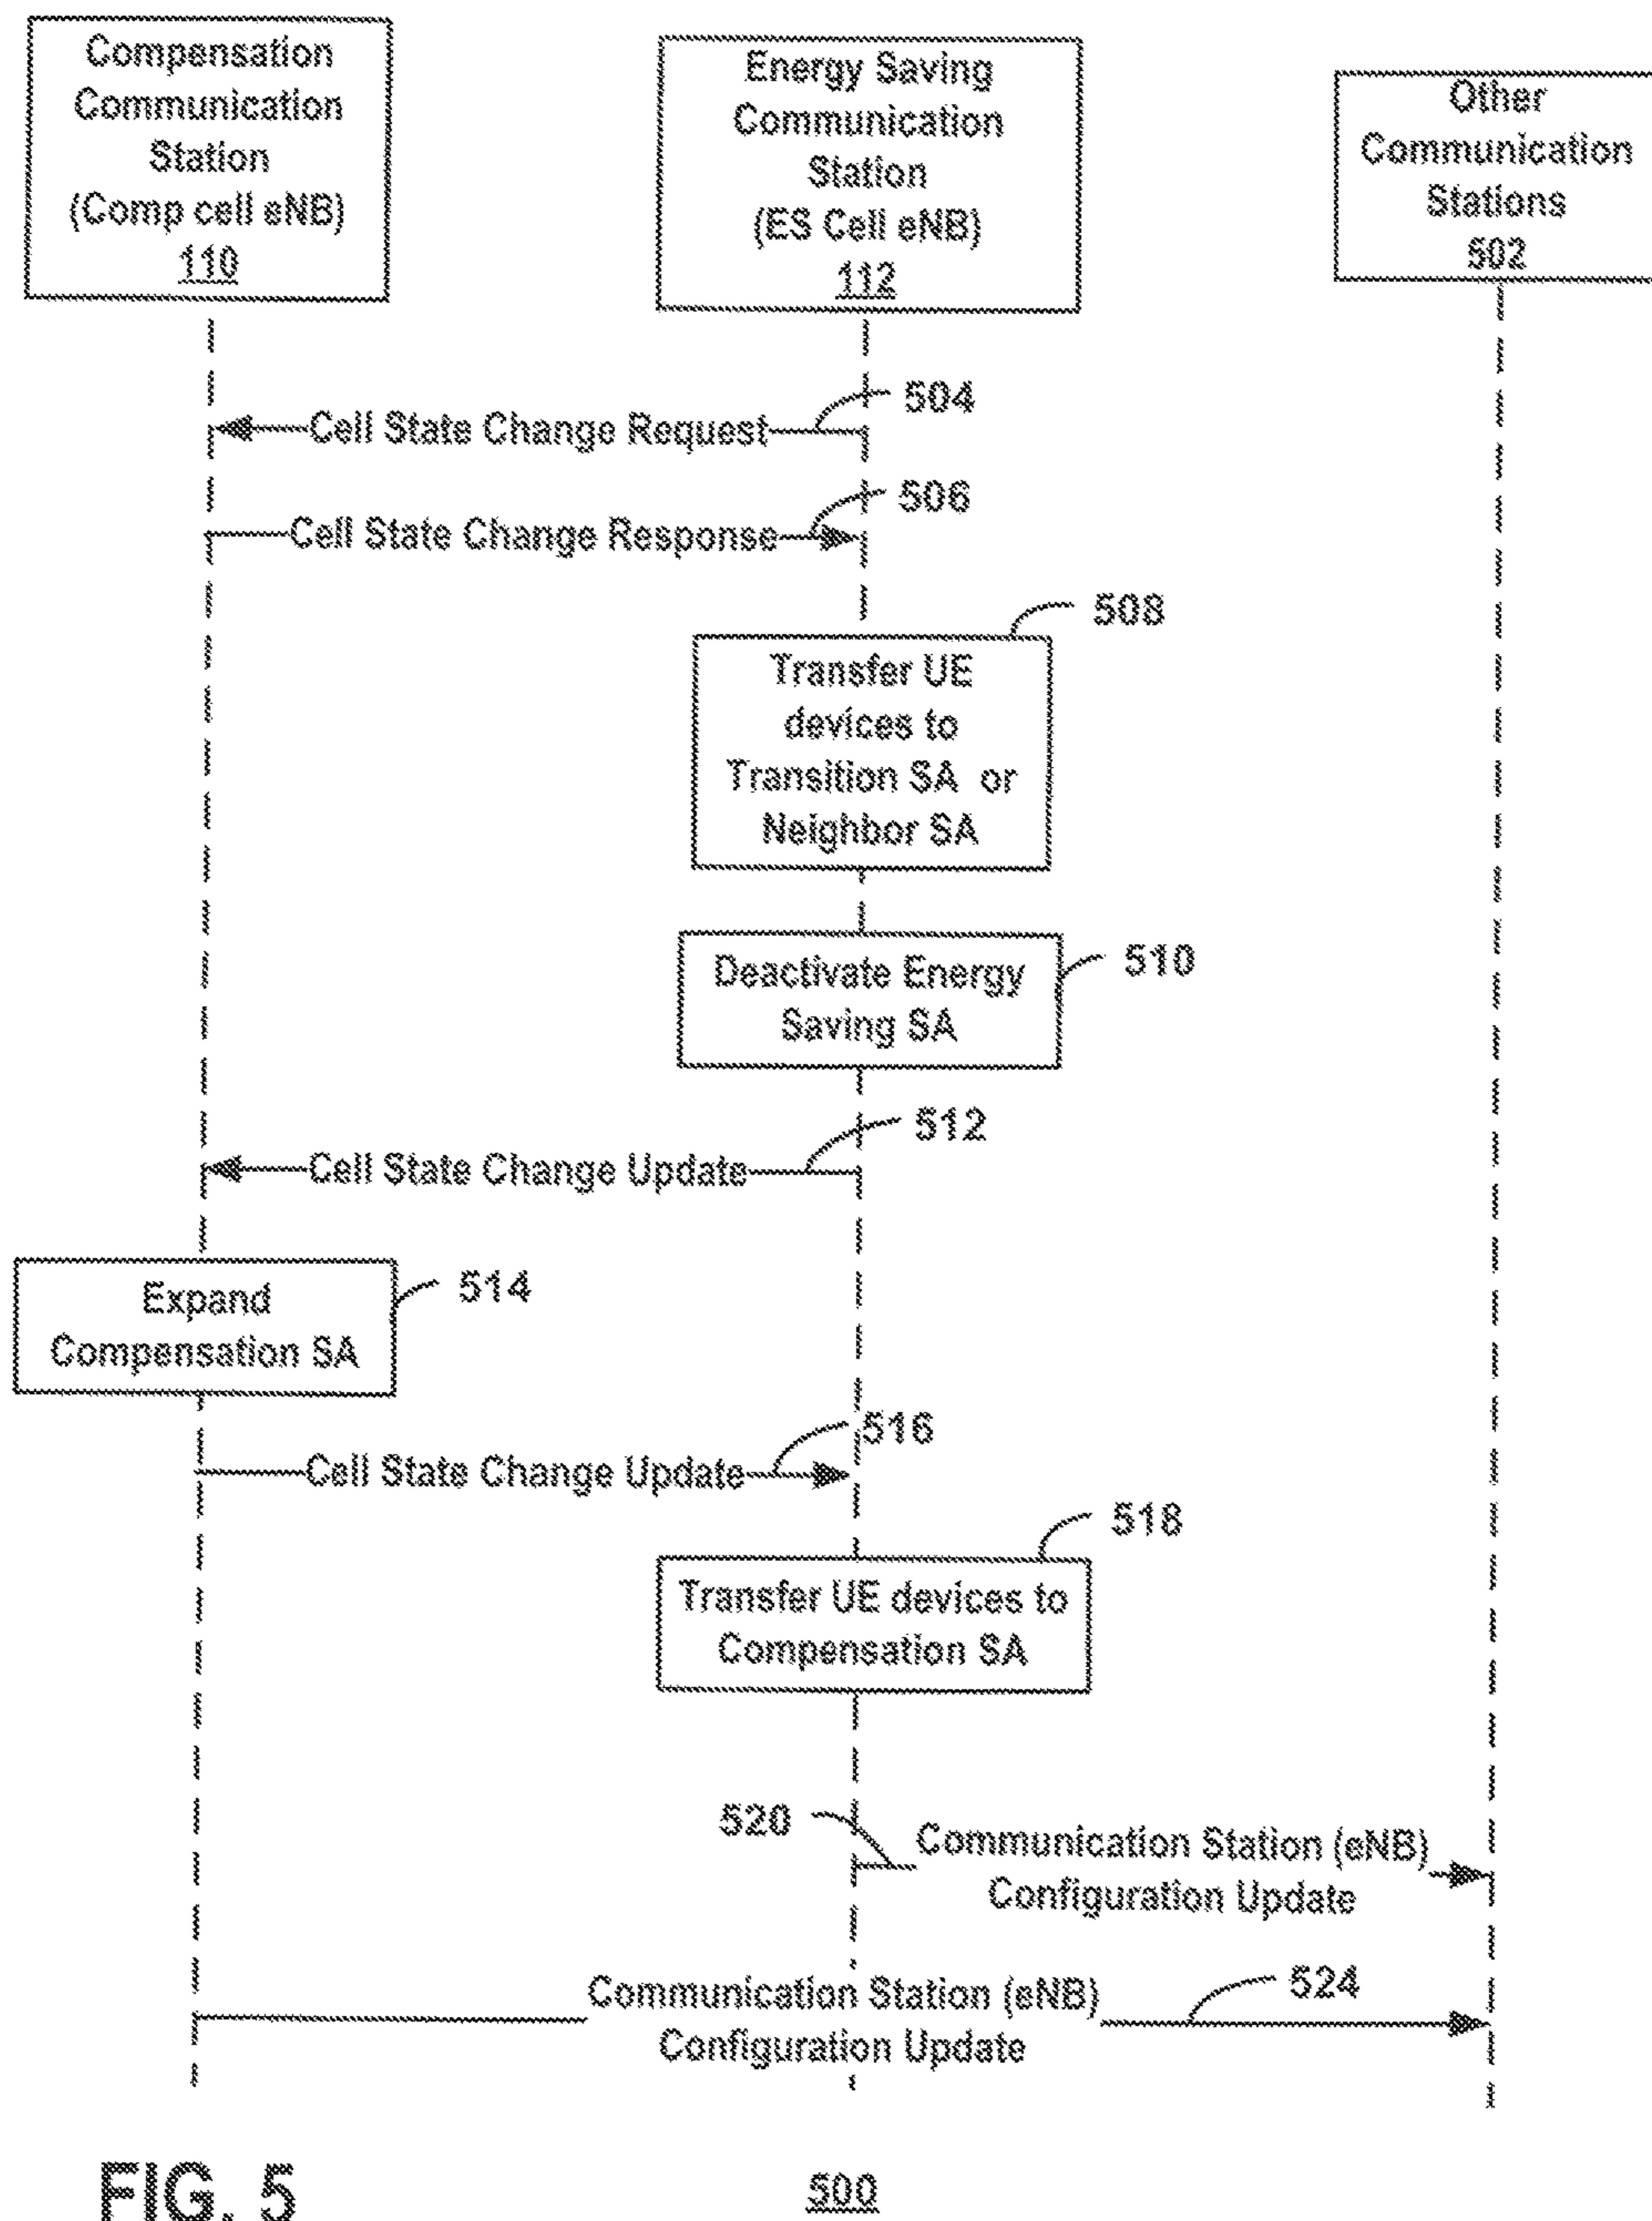 Compensation
Communication
Station
(Comp cell eNB)
110
Energy Saving
Communication
Station
(ES Cell eNB)
112
Other
Communication
Stations
502
504
Cell State Change Request
506
Cell State Change Response
508
Transfer UE
devices to
Transition SA or
Neighbor SA
510
Deactivate Energy
Saving SA
512
Cell State Change Update
514
Expand
Compensation SA
516
Cell State Change Update
518
Transfer UE devices to
Compensation SA
520
Communication Station (eNB)
Configuration Update
524
Communication Station (eNB)
Configuration Update
FIG. 5
500